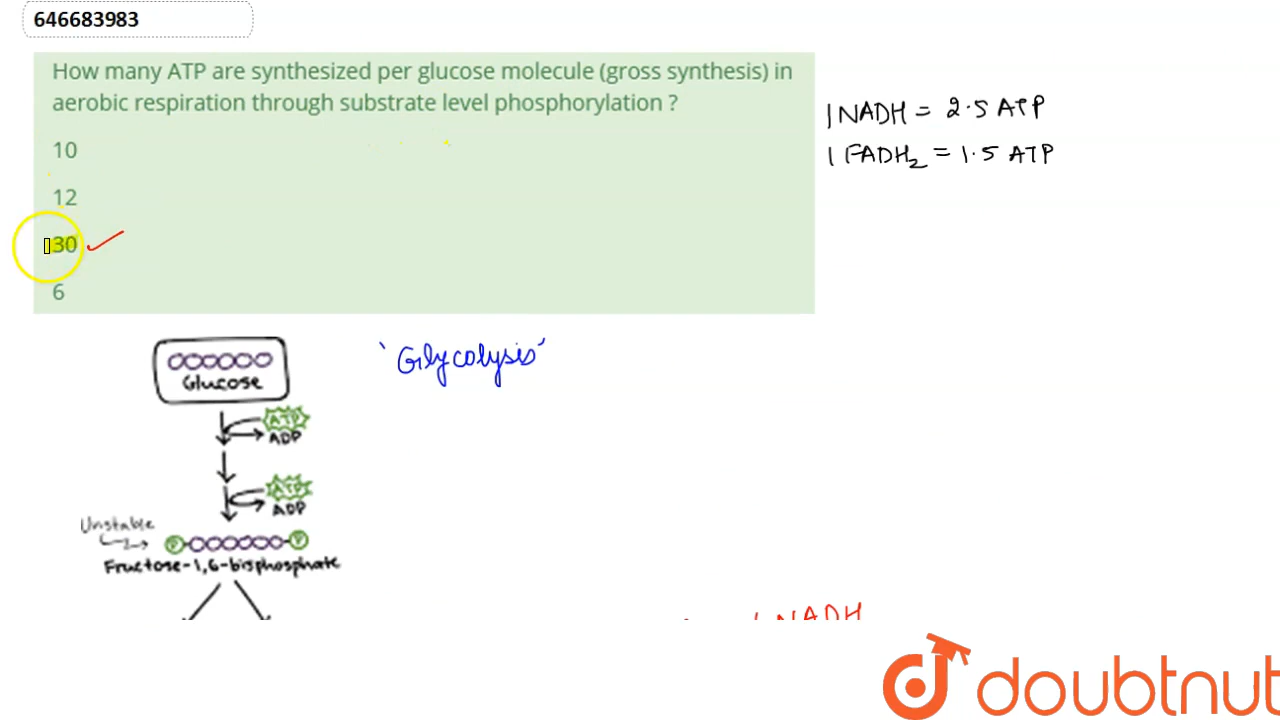 646683983
How many ATP are synthesized per glucose molecule (gross synthesis) in
aerobic respiration through substrate level phosphorylation ?
10
12
30
6
1 NADH = 2.5 ATP
1 FADH₂ = 1.5 ATP
'Glycolysis'
Glucose
ATP
ADP
ATP
ADP
Unstable
P
P
Fructose-1,6-bisphosphate
1 NADH
doubtnut